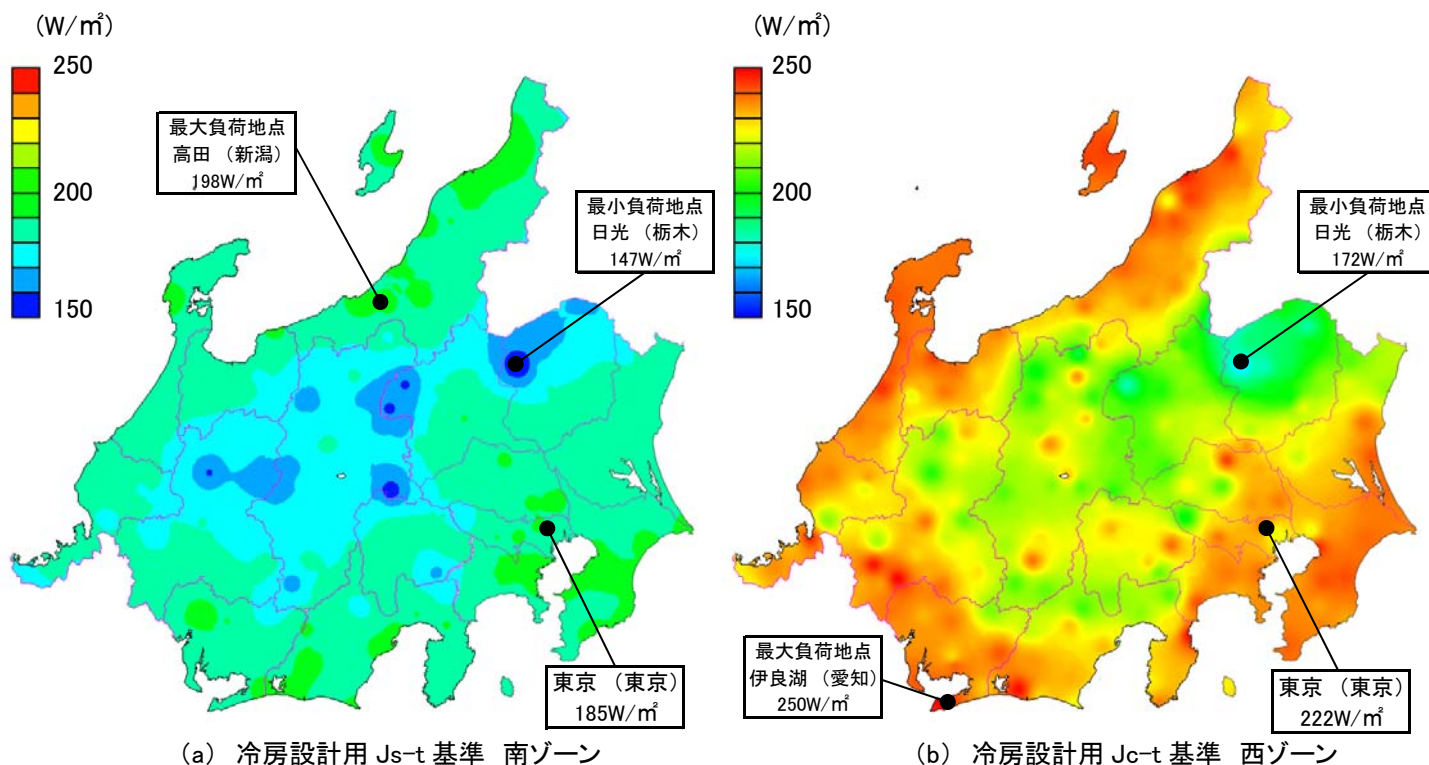 (W/㎡)
250
200
150
最大負荷地点
高田 （新潟）
198W/㎡
最小負荷地点
日光 （栃木）
147W/㎡
東京 （東京）
185W/㎡
(a) 冷房設計用 Js-t 基準 南ゾーン
(W/㎡)
250
200
150
最小負荷地点
日光 （栃木）
172W/㎡
最大負荷地点
伊良湖 （愛知）
250W/㎡
東京 （東京）
222W/㎡
(b) 冷房設計用 Jc-t 基準 西ゾーン